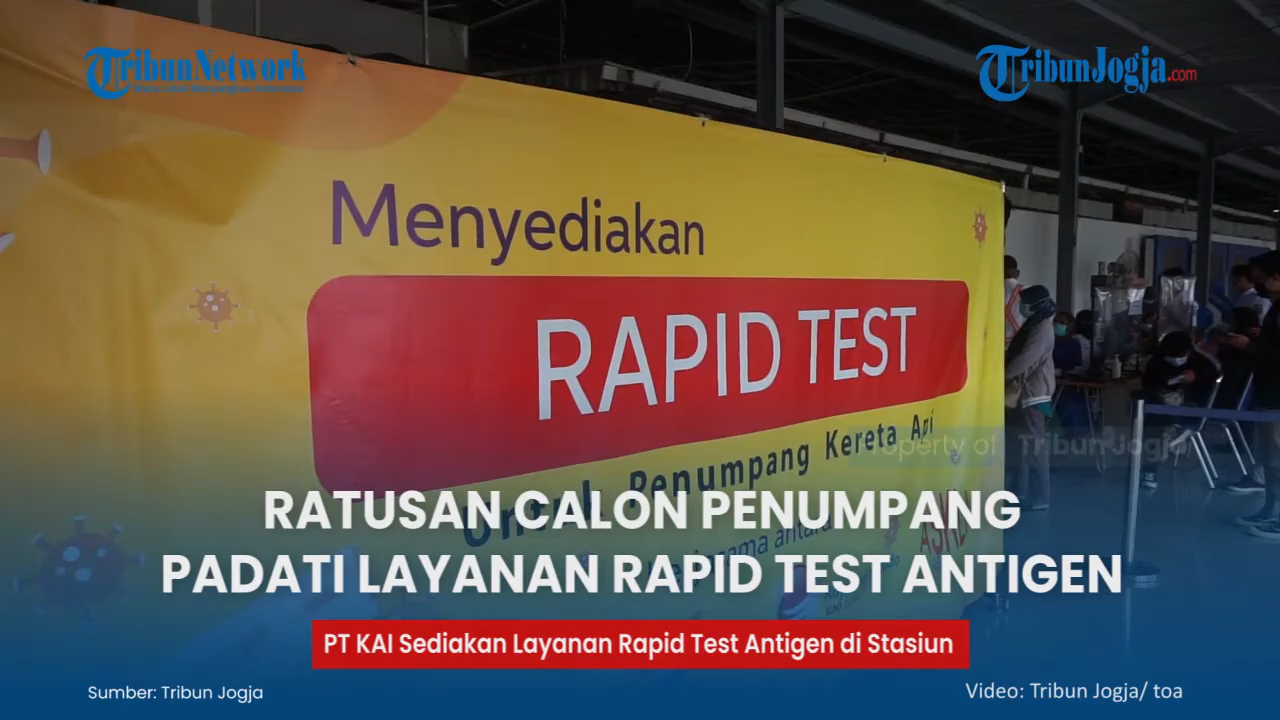 TribunNetwork
TribunJogja.com
Menyediakan
RAPID TEST
Untuk Penumpang Kereta Api
Property of TribunJogja
RATUSAN CALON PENUMPANG
PADATI LAYANAN RAPID TEST ANTIGEN
PT KAI Sediakan Layanan Rapid Test Antigen di Stasiun
Sumber: Tribun Jogja
Video: Tribun Jogja/ toa